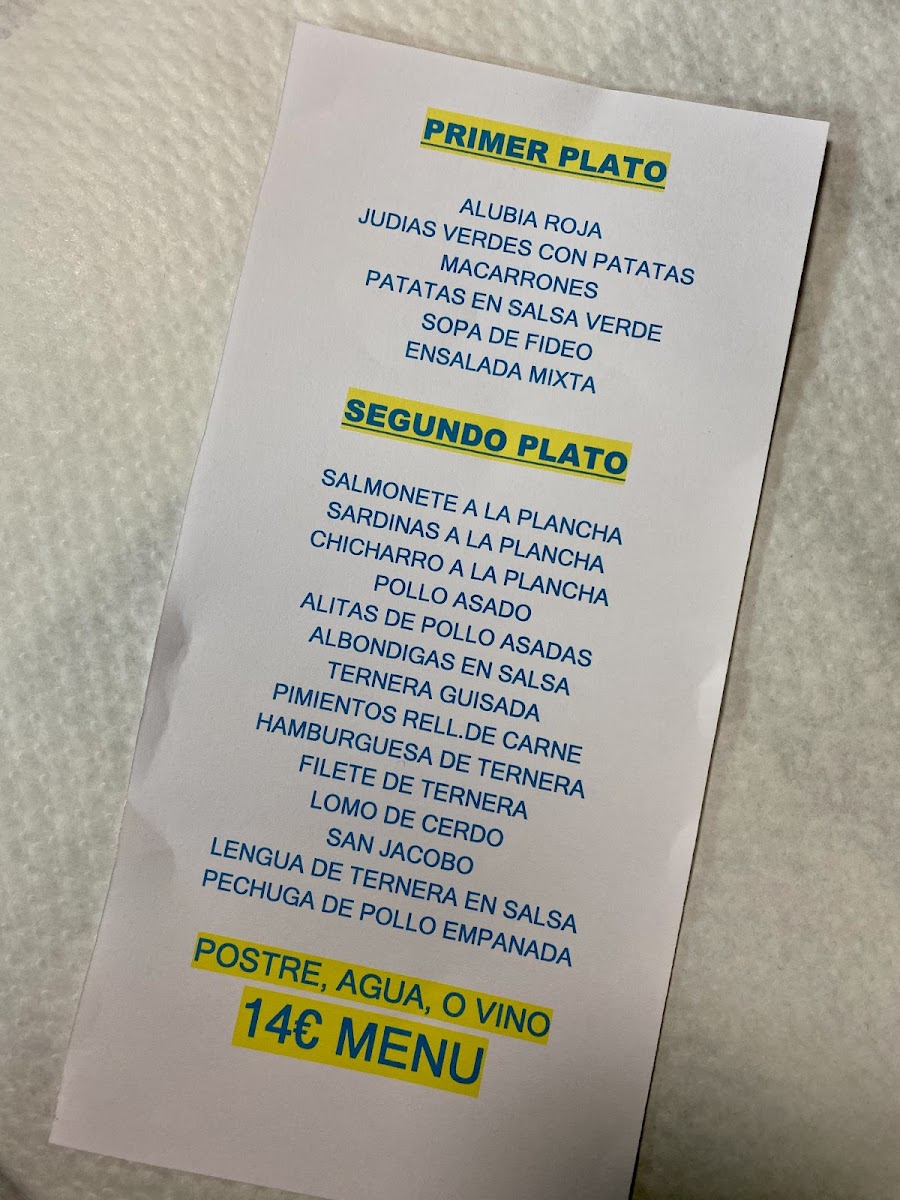 PRIMER PLATO
ALUBIA ROJA
JUDIAS VERDES CON PATATAS
MACARRONES
PATATAS EN SALSA VERDE
SOPA DE FIDEO
ENSALADA MIXTA
SEGUNDO PLATO
SALMONETE A LA PLANCHA
SARDINAS A LA PLANCHA
CHICHARRO A LA PLANCHA
POLLO ASADO
ALITAS DE POLLO ASADAS
ALBONDIGAS EN SALSA
TERNERA GUISADA
PIMIENTOS RELL.DE CARNE
HAMBURGUESA DE TERNERA
FILETE DE TERNERA
LOMO DE CERDO
SAN JACOBO
LENGUA DE TERNERA EN SALSA
PECHUGA DE POLLO EMPANADA
POSTRE, AGUA, O VINO
14€ MENU